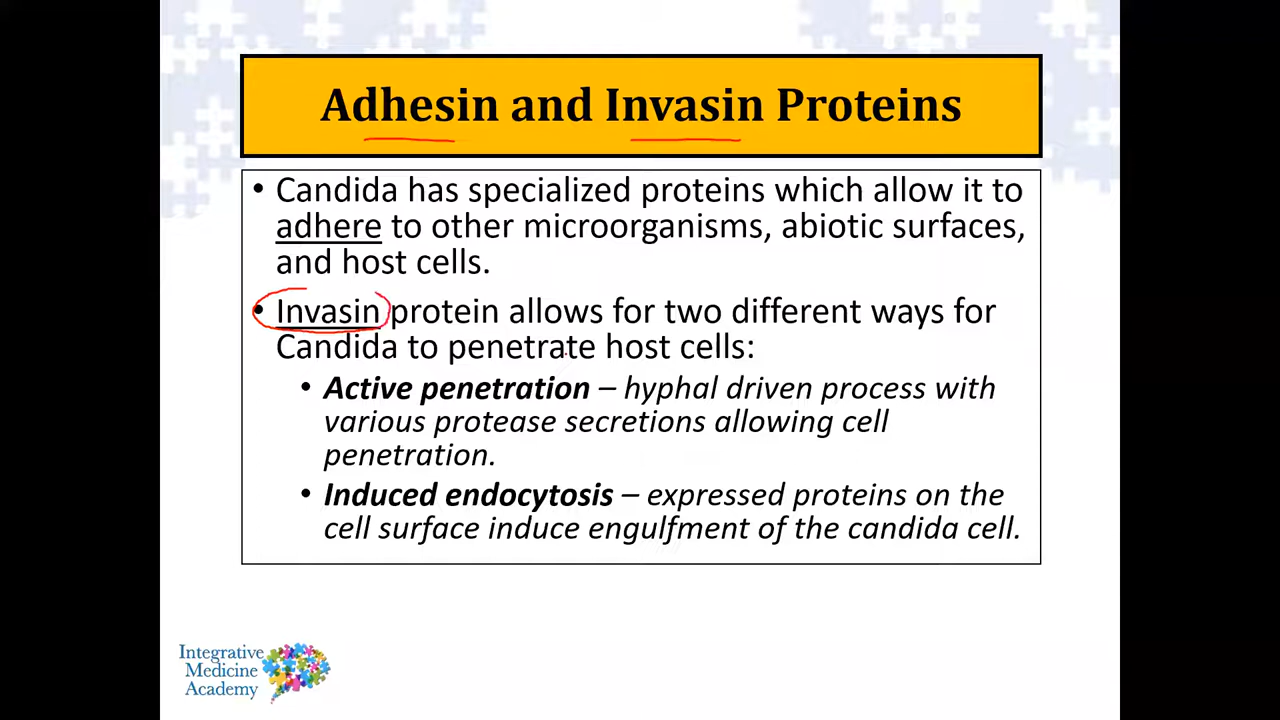 Adhesin and Invasin Proteins
• Candida has specialized proteins which allow it to
adhere to other microorganisms, abiotic surfaces,
and host cells.
• Invasin protein allows for two different ways for
Candida to penetrate host cells:
• Active penetration – hyphal driven process with
various protease secretions allowing cell
penetration.
• Induced endocytosis – expressed proteins on the
cell surface induce engulfment of the candida cell.
Integrative
Medicine
Academy